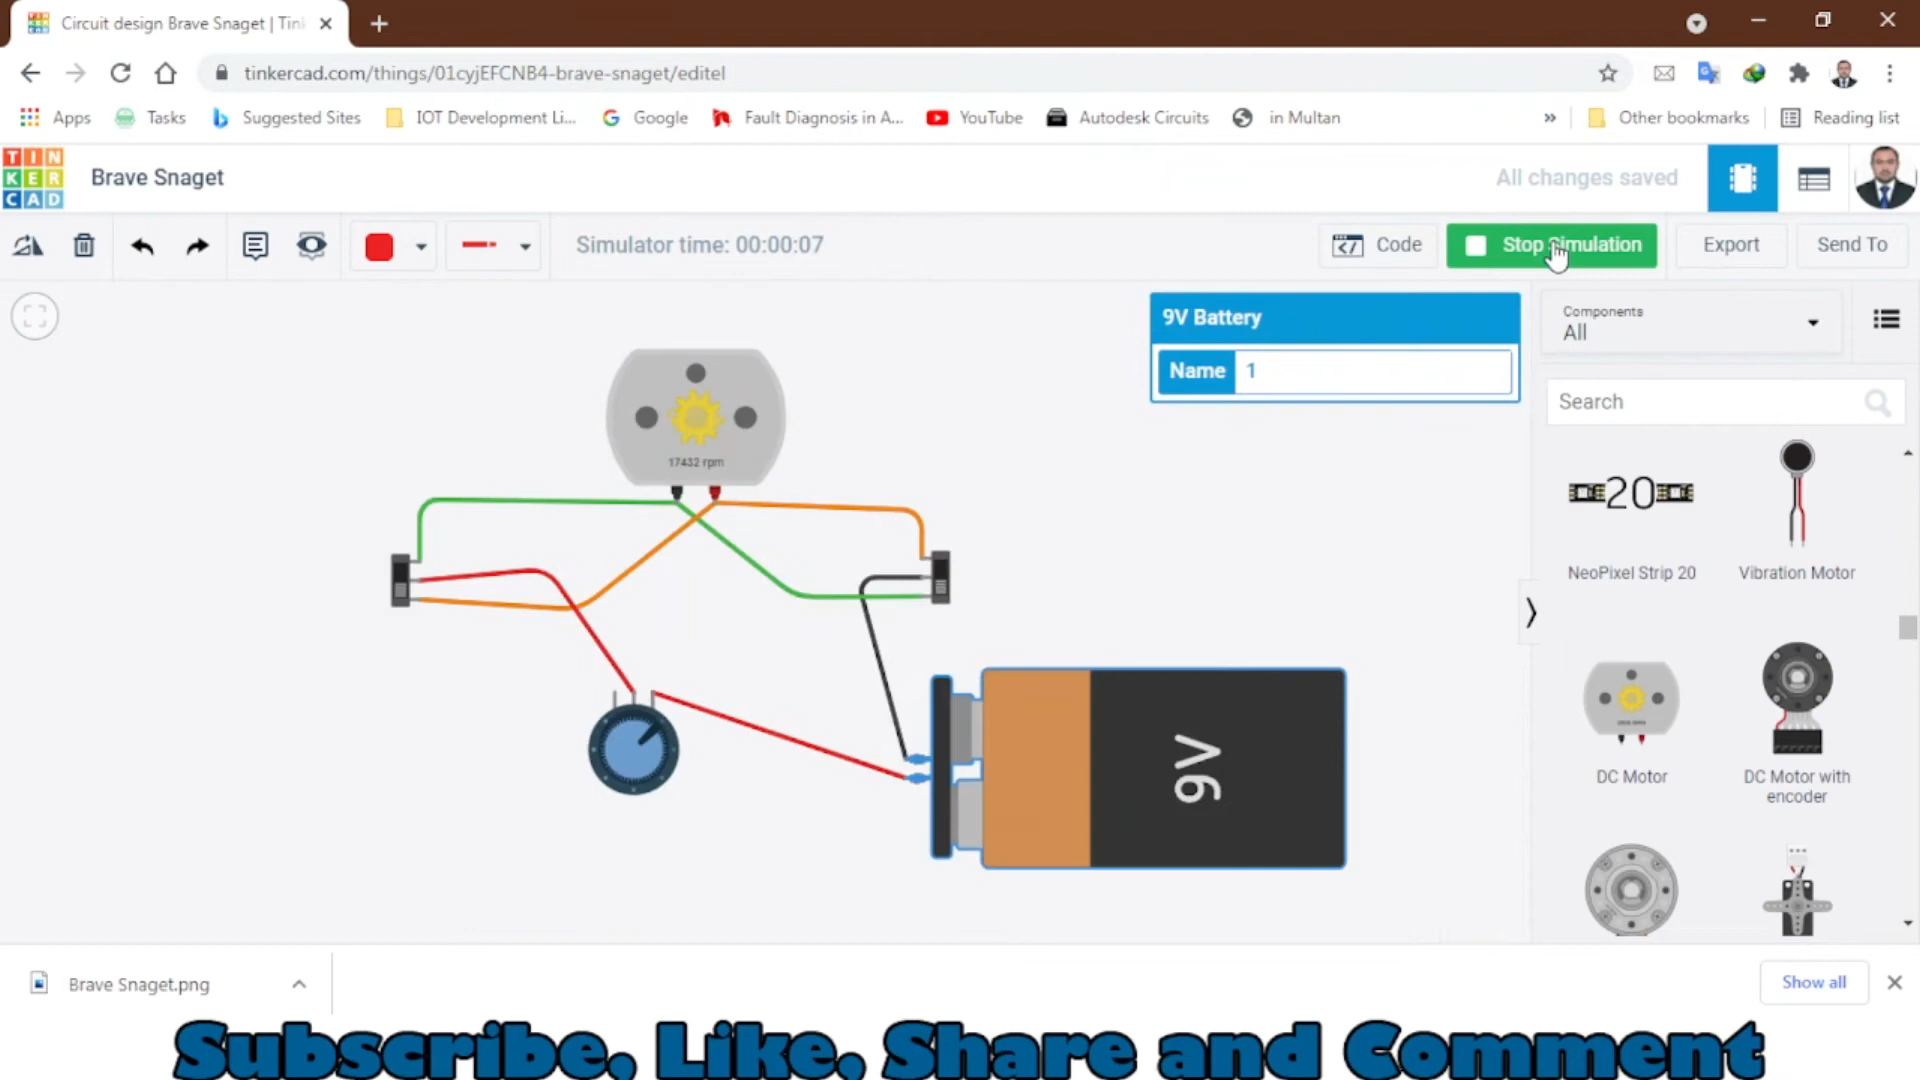 Circuit design Brave Snaget | Tin
tinkercad.com/things/01cyjEFCNB4-brave-snaget/editel
Apps
Tasks
Suggested Sites
IOT Development Li...
Google
Fault Diagnosis in A...
YouTube
Autodesk Circuits
in Multan
»
Other bookmarks
Reading list
TIN
KER
CAD
Brave Snaget
All changes saved
Simulator time: 00:00:07
Code
Stop Simulation
Export
Send To
9V Battery
Name 1
Components
All
Search
17432 rpm
20
NeoPixel Strip 20
Vibration Motor
9V
DC Motor
DC Motor with
encoder
Brave Snaget.png
Show all
Subscribe, Like, Share and Comment